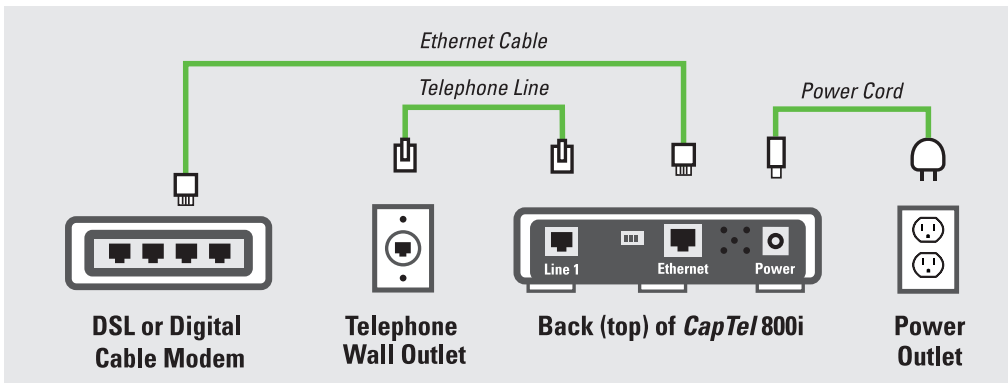 Ethernet Cable
Telephone Line
Power Cord
Line 1
Ethernet
Power
DSL or Digital
Cable Modem
Telephone
Wall Outlet
Back (top) of CapTel 800i
Power
Outlet